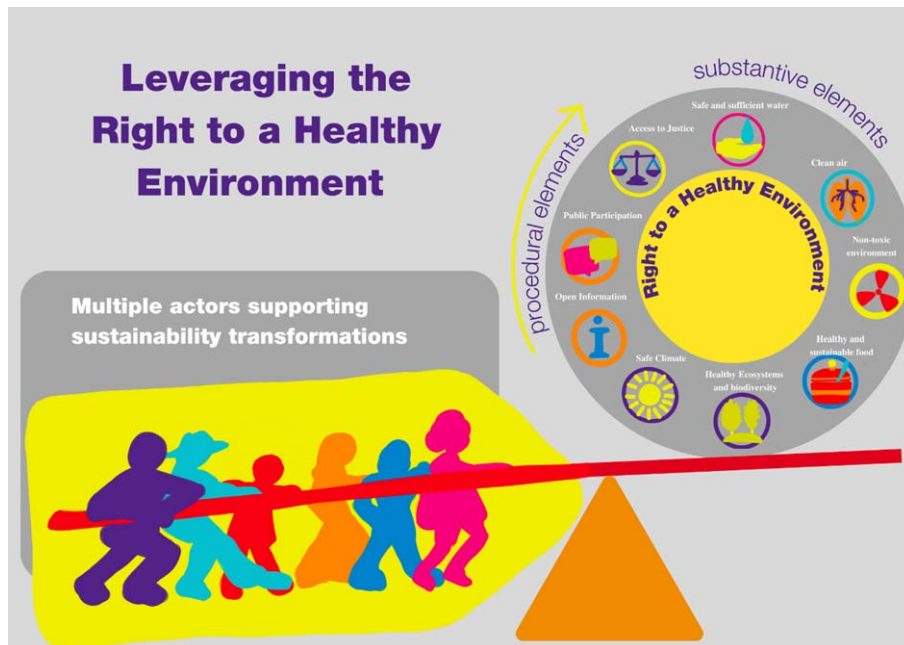 Leveraging the
Right to a Healthy
Environment
Multiple actors supporting
sustainability transformations
procedural elements
substantive elements
Right to a Healthy Environment
Safe and sufficient water
Access to Justice
Clean air
Public Participation
Non-toxic
environment
Open Information
Healthy and
sustainable food
Safe Climate
Healthy Ecosystems
and biodiversity
i